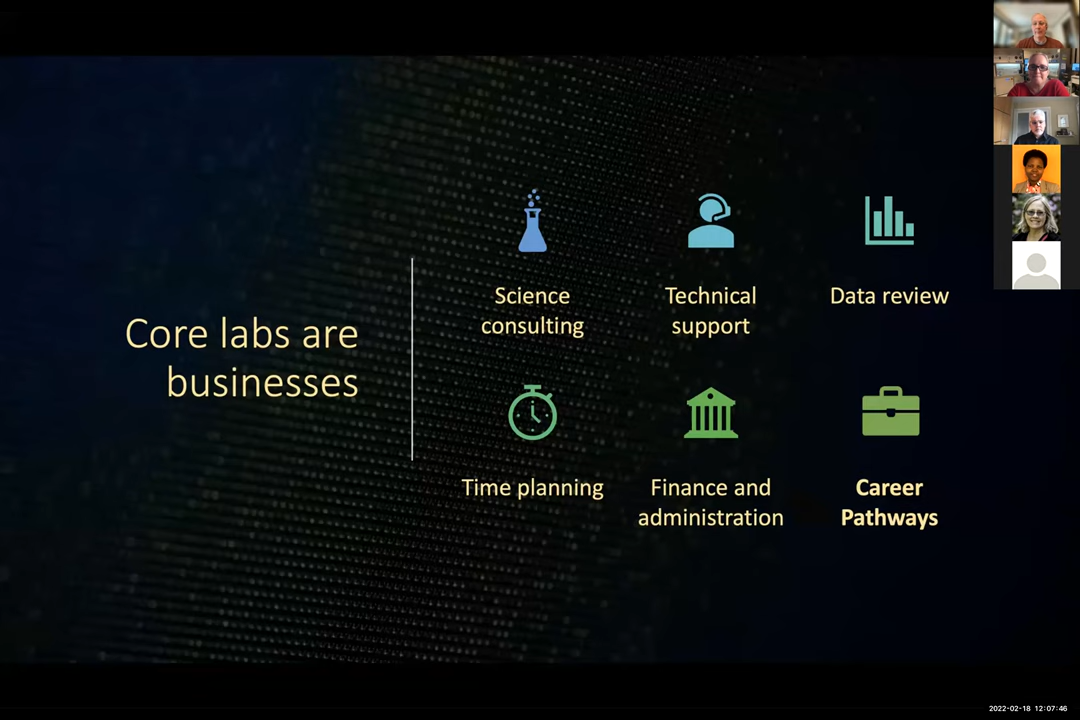 Core labs are
businesses
Science
consulting
Technical
support
Data review
Time planning
Finance and
administration
Career
Pathways
2022-02-18 12:07:46